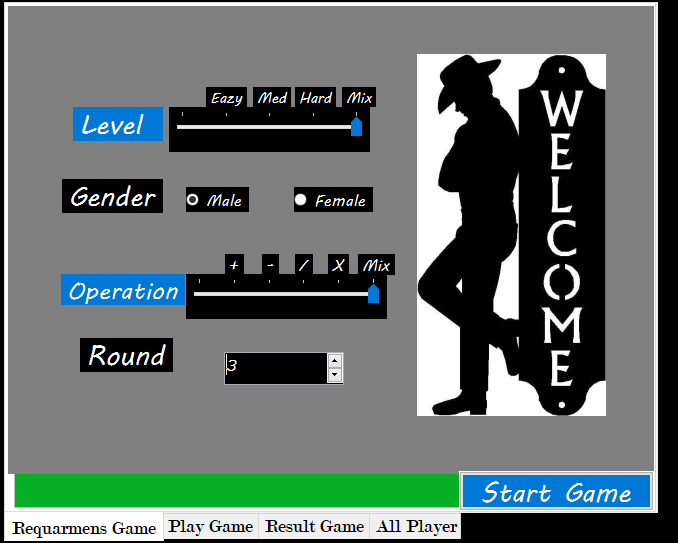 Eazy Med Hard Mix
Level
Gender Male Female
+ - / X Mix
Operation
Round
3
WELCOME
Start Game
Requarmens Game Play Game Result Game All Player